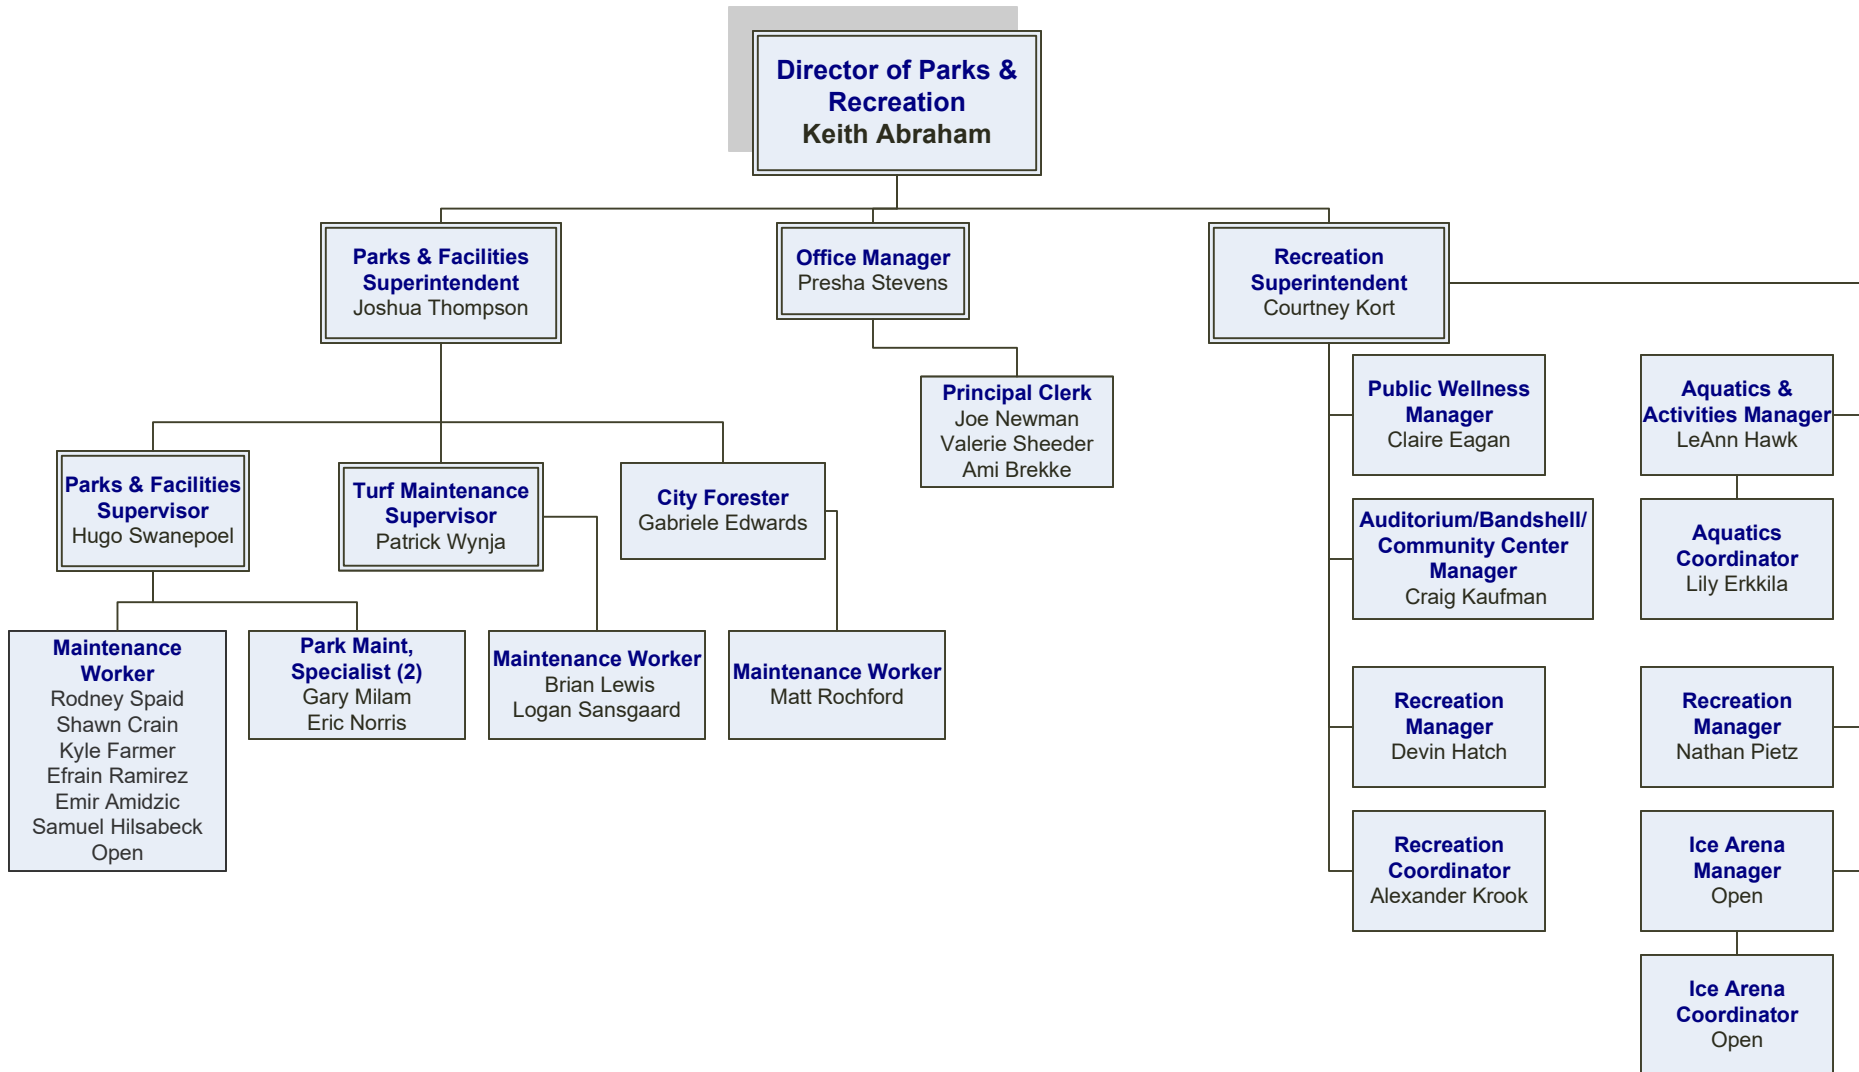 Director of Parks &
Recreation
Keith Abraham
Parks & Facilities
Superintendent
Joshua Thompson
Office Manager
Presha Stevens
Recreation
Superintendent
Courtney Kort
Principal Clerk
Joe Newman
Valerie Sheeder
Ami Brekke
Parks & Facilities
Supervisor
Hugo Swanepoel
Turf Maintenance
Supervisor
Patrick Wynja
City Forester
Gabriele Edwards
Maintenance
Worker
Rodney Spaid
Shawn Crain
Kyle Farmer
Efrain Ramirez
Emir Amidzic
Samuel Hilsabeck
Open
Park Maint,
Specialist (2)
Gary Milam
Eric Norris
Maintenance Worker
Brian Lewis
Logan Sansgaard
Maintenance Worker
Matt Rochford
Public Wellness
Manager
Claire Eagan
Auditorium/Bandshell/
Community Center
Manager
Craig Kaufman
Recreation
Manager
Devin Hatch
Recreation
Coordinator
Alexander Krook
Aquatics &
Activities Manager
LeAnn Hawk
Aquatics
Coordinator
Lily Erkkila
Recreation
Manager
Nathan Pietz
Ice Arena
Manager
Open
Ice Arena
Coordinator
Open